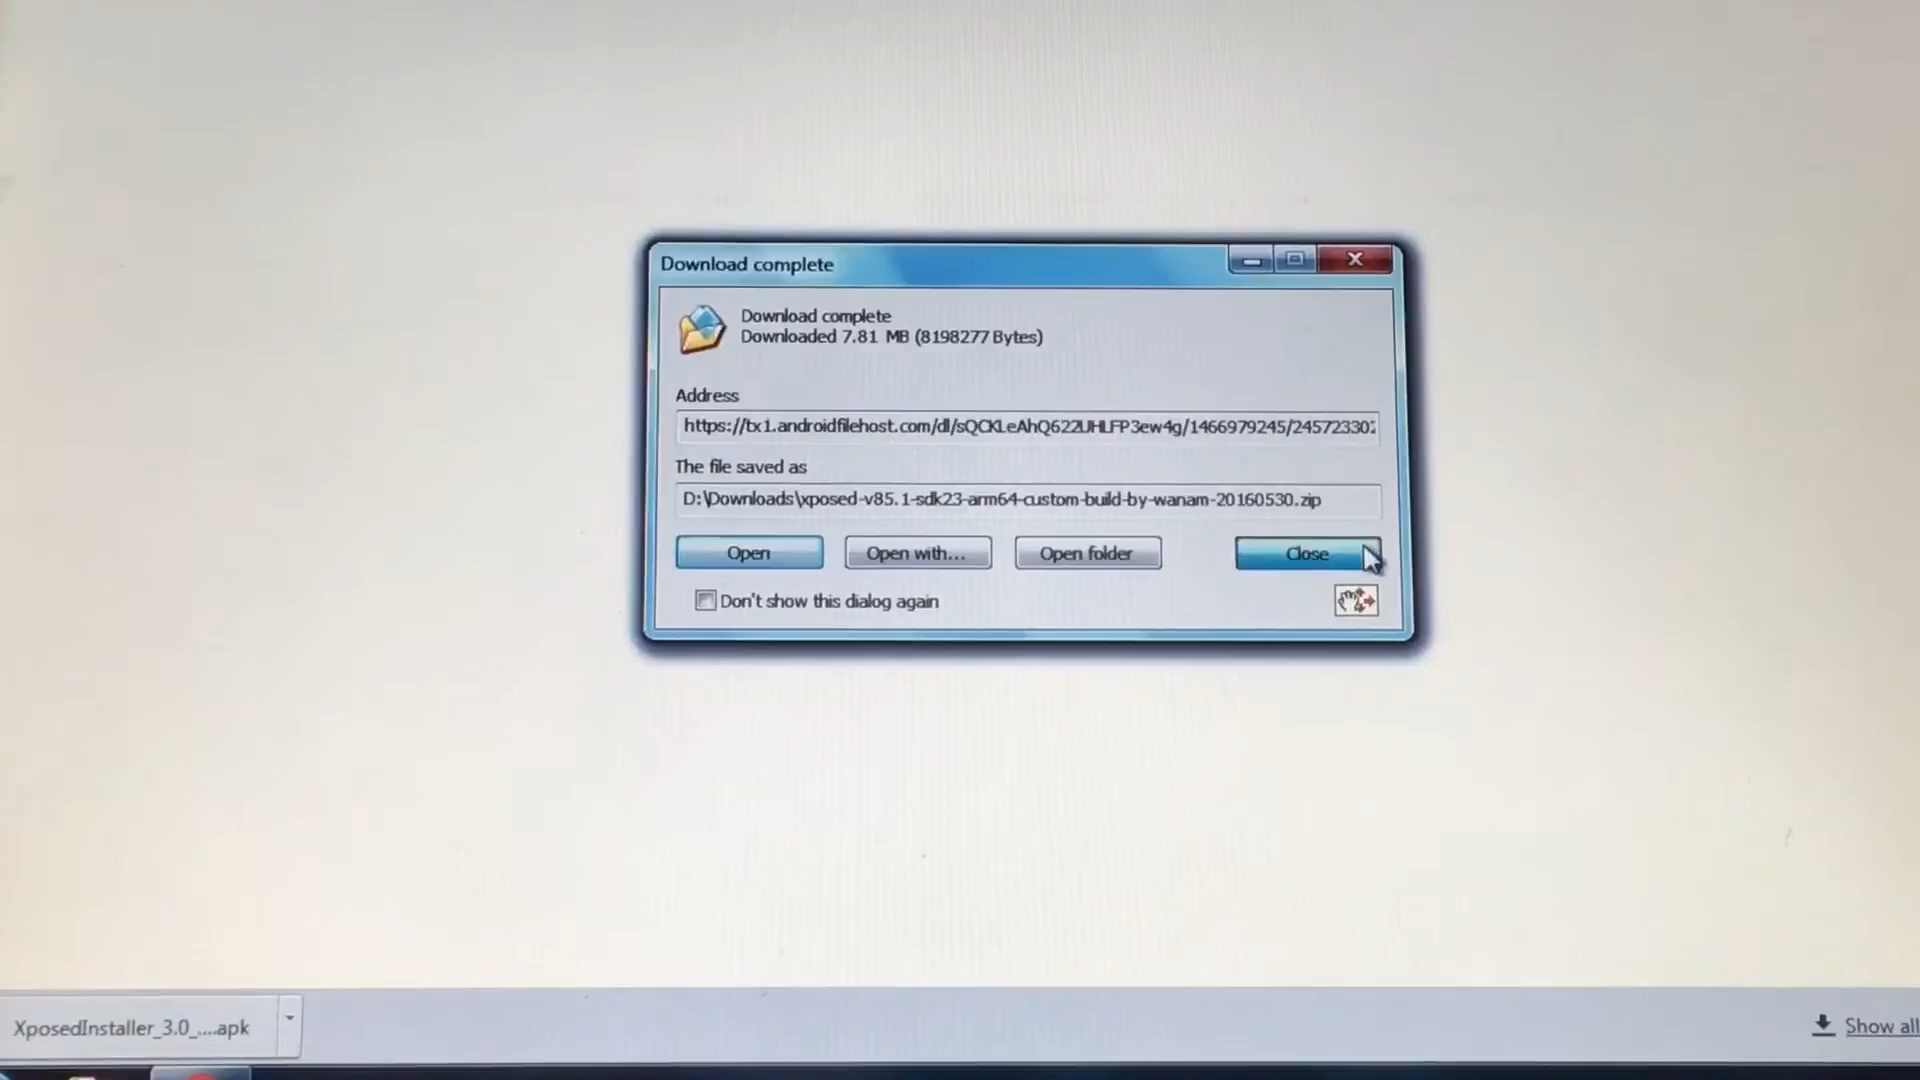 Download complete
Download complete
Downloaded 7.81 MB (8198277 Bytes)
Address
https://tx1.androidfilehost.com/dl/sQCKLeAhQ622UHLFP3ew4g/1466979245/245723302
The file saved as
D:\Downloads\xposed-v85.1-sdk23-arm64-custom-build-by-wanam-20160530.zip
Open
Open with...
Open folder
Close
Don't show this dialog again
XposedInstaller_3.0_....apk
Show all